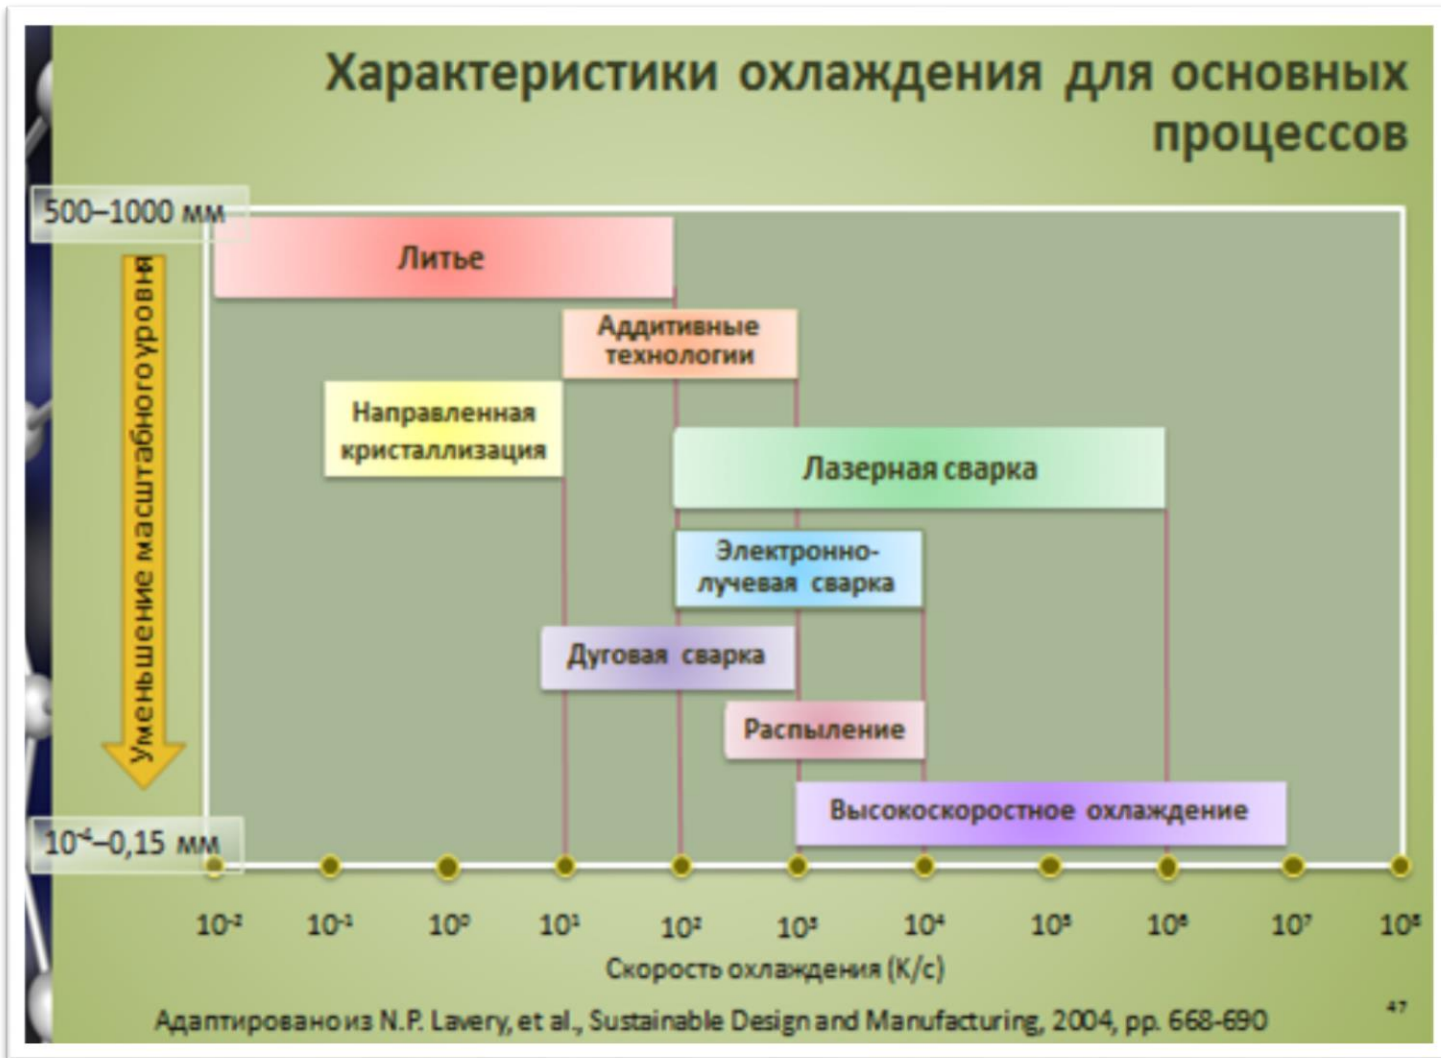 Характеристики охлаждения для основных
процессов
500–1000 мм
Уменьшение масштабного уровня
10⁻⁴–0,15 мм
Литье
Аддитивные
технологии
Направленная
кристаллизация
Лазерная сварка
Электронно-
лучевая сварка
Дуговая сварка
Распыление
Высокоскоростное охлаждение
10⁻² 10⁻¹ 10⁰ 10¹ 10² 10³ 10⁴ 10⁵ 10⁶ 10⁷ 10⁸
Скорость охлаждения (К/с)
Адаптировано из N.P. Lavery, et al., Sustainable Design and Manufacturing, 2004, pp. 668-690
47